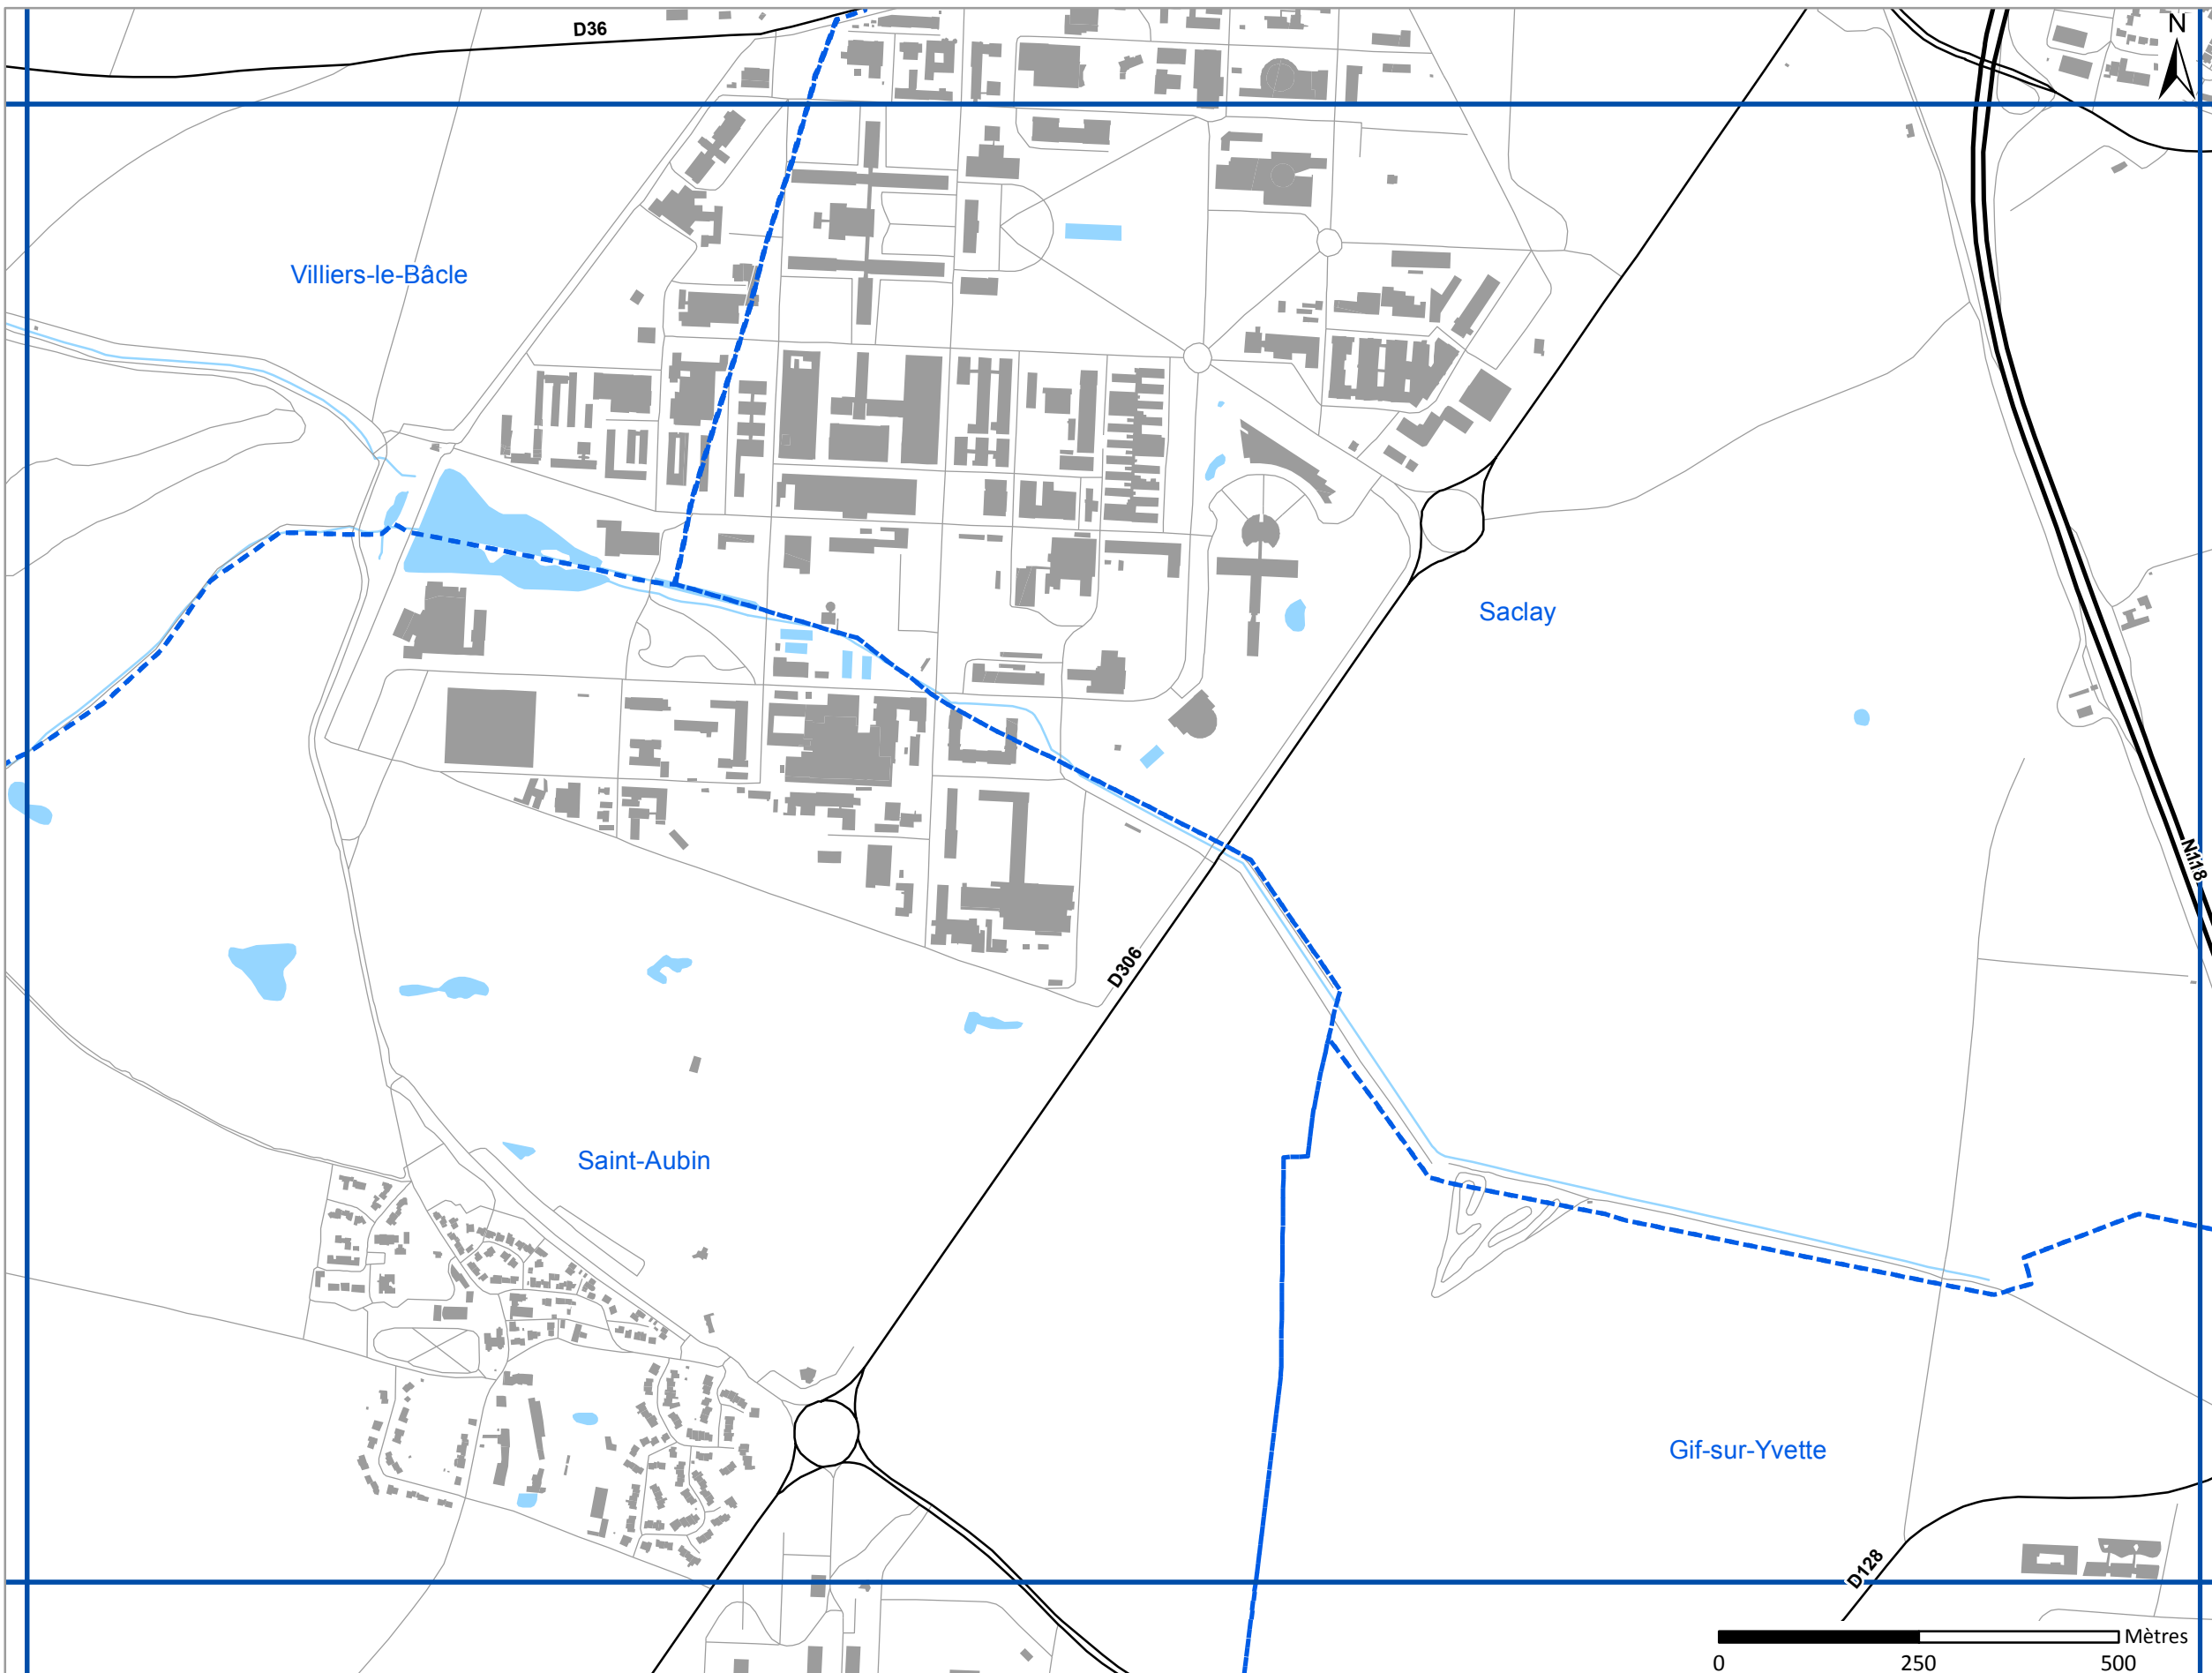 D36
N
Villiers-le-Bâcle
Saclay
N118
D306
Saint-Aubin
Gif-sur-Yvette
D128
Mètres
0 250 500